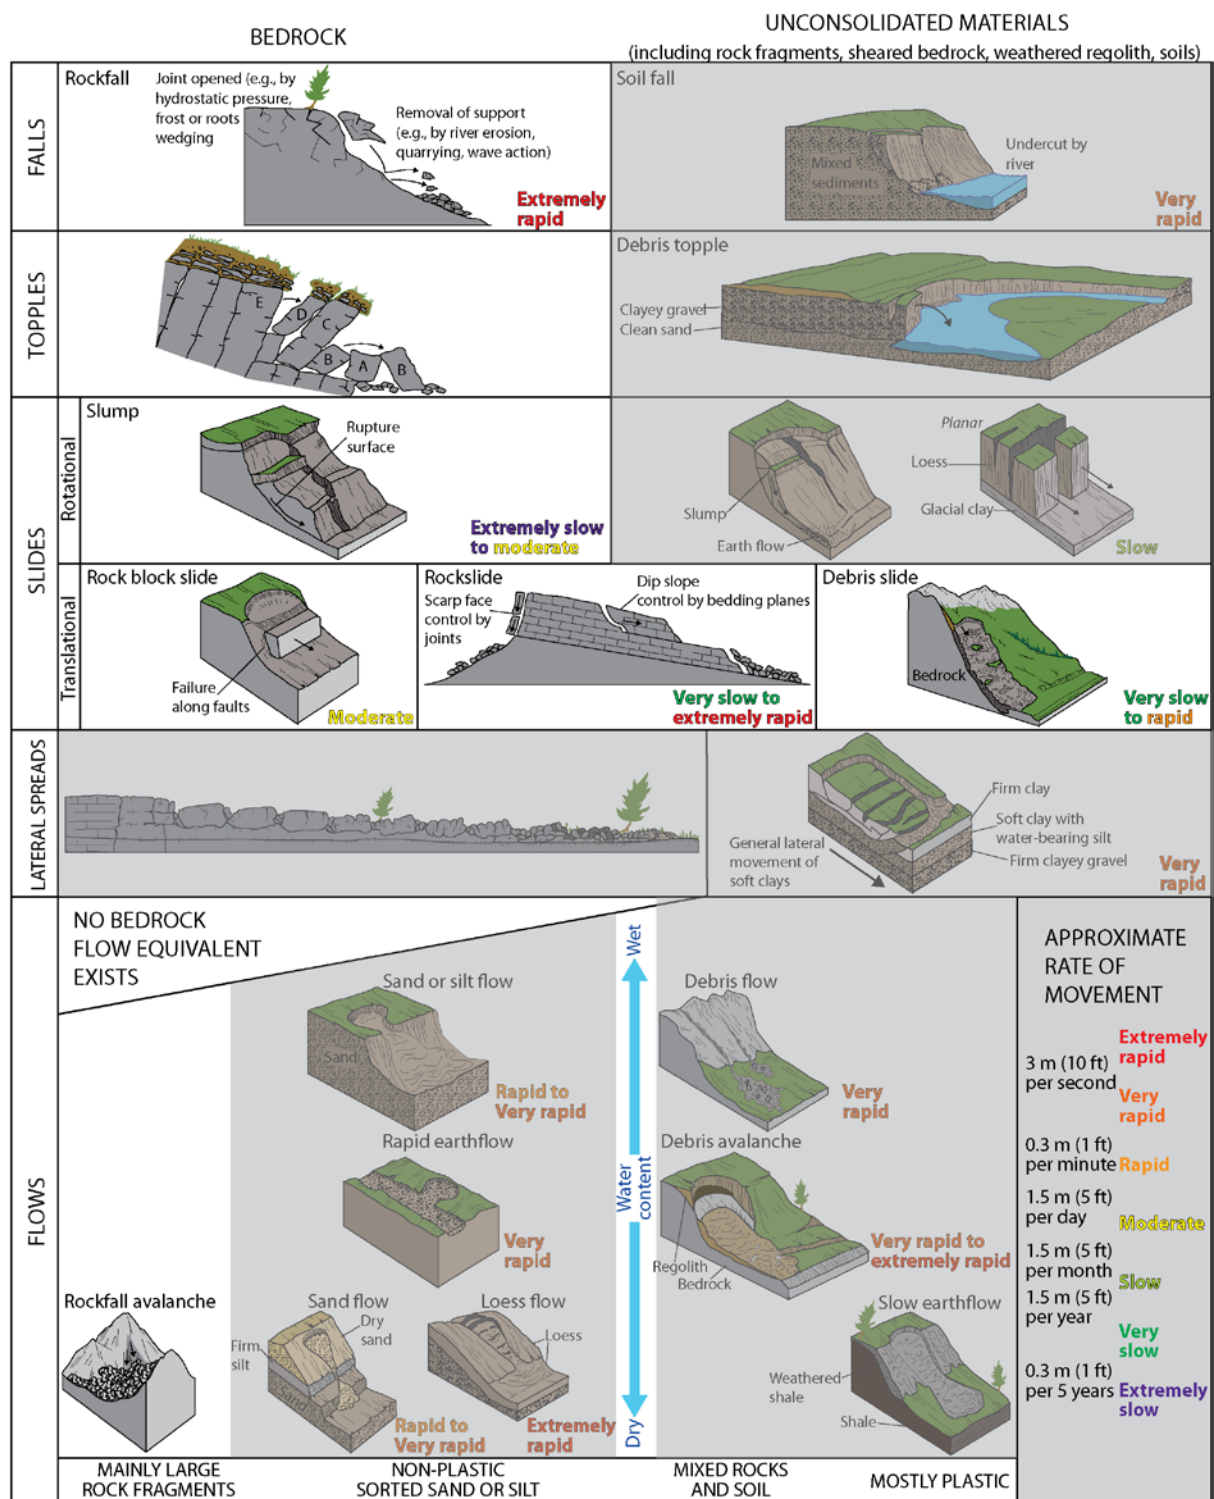 BEDROCK
UNCONSOLIDATED MATERIALS
(including rock fragments, sheared bedrock, weathered regolith, soils)
FALLS
Rockfall
Joint opened (e.g., by
hydrostatic pressure,
frost or roots
wedging
Removal of support
(e.g., by river erosion,
quarrying, wave action)
Extremely
rapid
Soil fall
Mixed
sediments
Undercut by
river
Very
rapid
TOPPLES
E
D
C
B
A
B
Debris topple
Clayey gravel
Clean sand
SLIDES
Rotational
Slump
Rupture
surface
Extremely slow
to moderate
Slump
Earth flow
Planar
Loess
Glacial clay
Slow
Translational
Rock block slide
Failure
along faults
Moderate
Rockslide
Scarp face
control by
joints
Dip slope
control by bedding planes
Very slow to
extremely rapid
Debris slide
Bedrock
Very slow
to rapid
LATERAL SPREADS
General lateral
movement of
soft clays
Firm clay
Soft clay with
water-bearing silt
Firm clayey gravel
Very
rapid
FLOWS
NO BEDROCK
FLOW EQUIVALENT
EXISTS
Sand or silt flow
Sand
Rapid to
Very rapid
Rapid earthflow
Very
rapid
Rockfall avalanche
Sand flow
Dry
sand
Firm
silt
Sand
Rapid to
Very rapid
Loess flow
Loess
Extremely
rapid
Wet
Water
content
Dry
Debris flow
Very
rapid
Debris avalanche
Regolith
Bedrock
Very rapid to
extremely rapid
Slow earthflow
Weathered
shale
Shale
APPROXIMATE
RATE OF
MOVEMENT
Extremely
rapid
3 m (10 ft)
per second
Very
rapid
0.3 m (1 ft)
per minute
Rapid
1.5 m (5 ft)
per day
Moderate
1.5 m (5 ft)
per month
Slow
1.5 m (5 ft)
per year
Very
slow
0.3 m (1 ft)
per 5 years
Extremely
slow
MAINLY LARGE
ROCK FRAGMENTS
NON-PLASTIC
SORTED SAND OR SILT
MIXED ROCKS
AND SOIL
MOSTLY PLASTIC